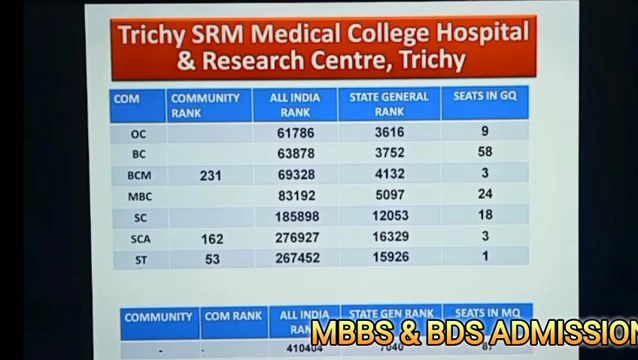 Trichy SRM Medical College Hospital
& Research Centre, Trichy
COM COMMUNITY RANK ALL INDIA RANK STATE GENERAL RANK SEATS IN GQ
OC 61786 3616 9
BC 63878 3752 58
BCM 231 69328 4132 3
MBC 83192 5097 24
SC 185898 12053 18
SCA 162 276927 16329 3
ST 53 267452 15926 1
COMMUNITY COM RANK ALL INDIA STATE GEN RANK SEATS IN MQ
MBBS & BDS ADMISSION
- - 410404